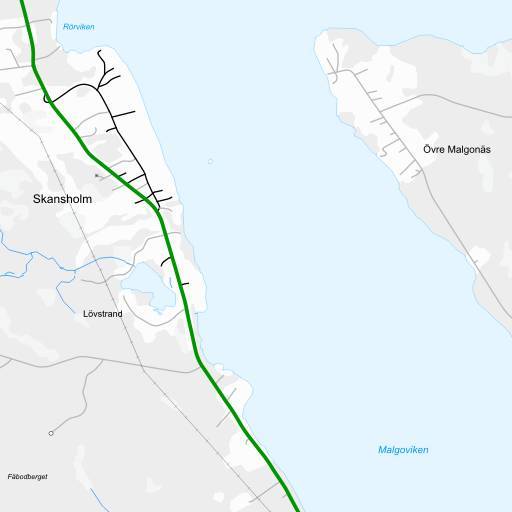 Rörviken
Övre Malgonäs
Skansholm
Lövstrand
Malgoviken
Fäbodberget